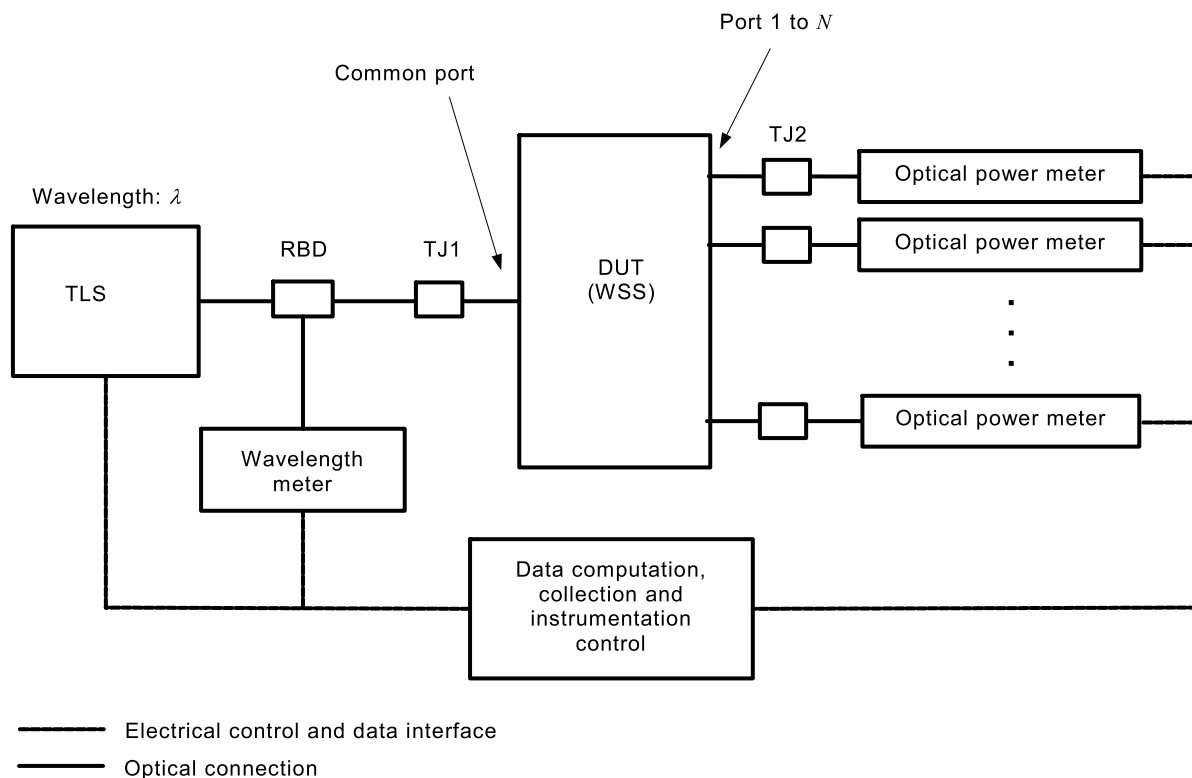 Port 1 to N
Common port
TJ2
Optical power meter
Wavelength: λ
Optical power meter
RBD
TJ1
DUT
(WSS)
TLS
.
.
.
Optical power meter
Wavelength
meter
Data computation,
collection and
instrumentation
control
Electrical control and data interface
Optical connection